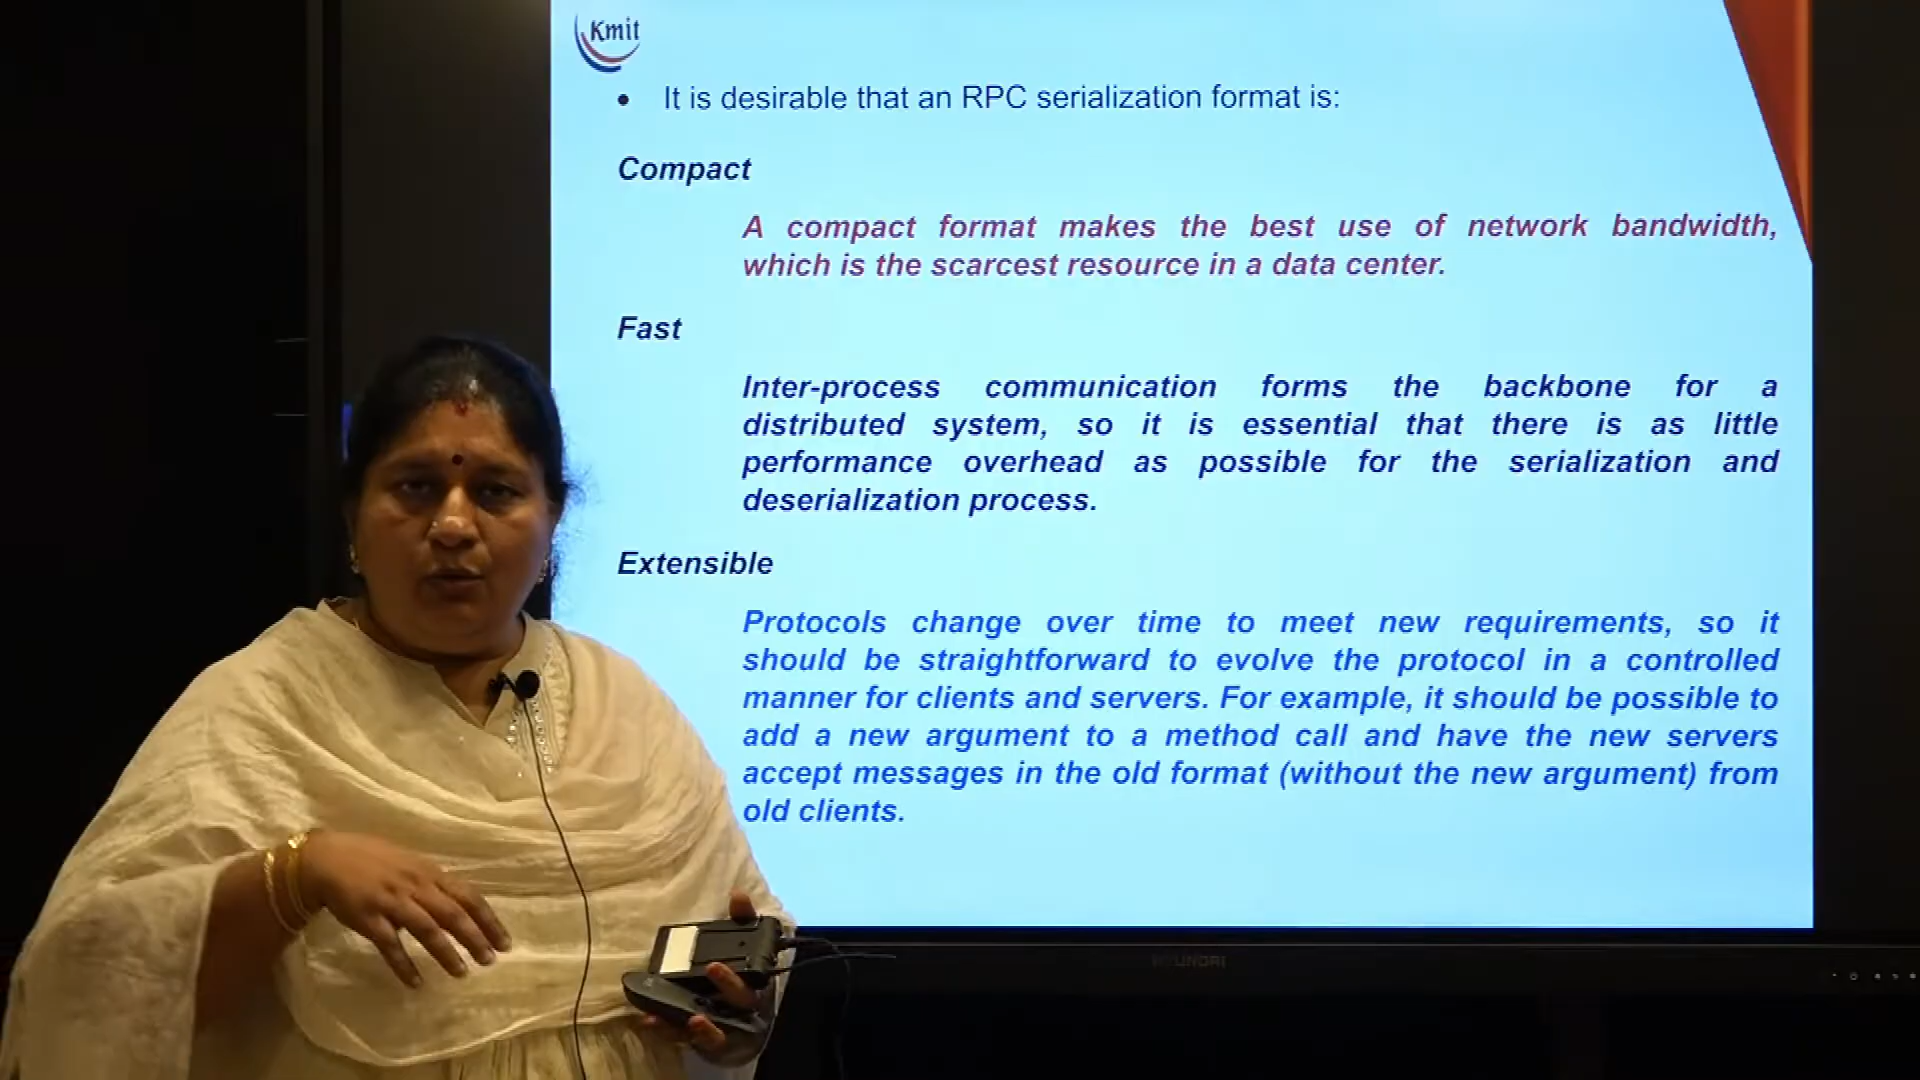 Kmit
• It is desirable that an RPC serialization format is:
Compact
A compact format makes the best use of network bandwidth,
which is the scarcest resource in a data center.
Fast
Inter-process communication forms the backbone for a
distributed system, so it is essential that there is as little
performance overhead as possible for the serialization and
deserialization process.
Extensible
Protocols change over time to meet new requirements, so it
should be straightforward to evolve the protocol in a controlled
manner for clients and servers. For example, it should be possible to
add a new argument to a method call and have the new servers
accept messages in the old format (without the new argument) from
old clients.
HYUNDAI